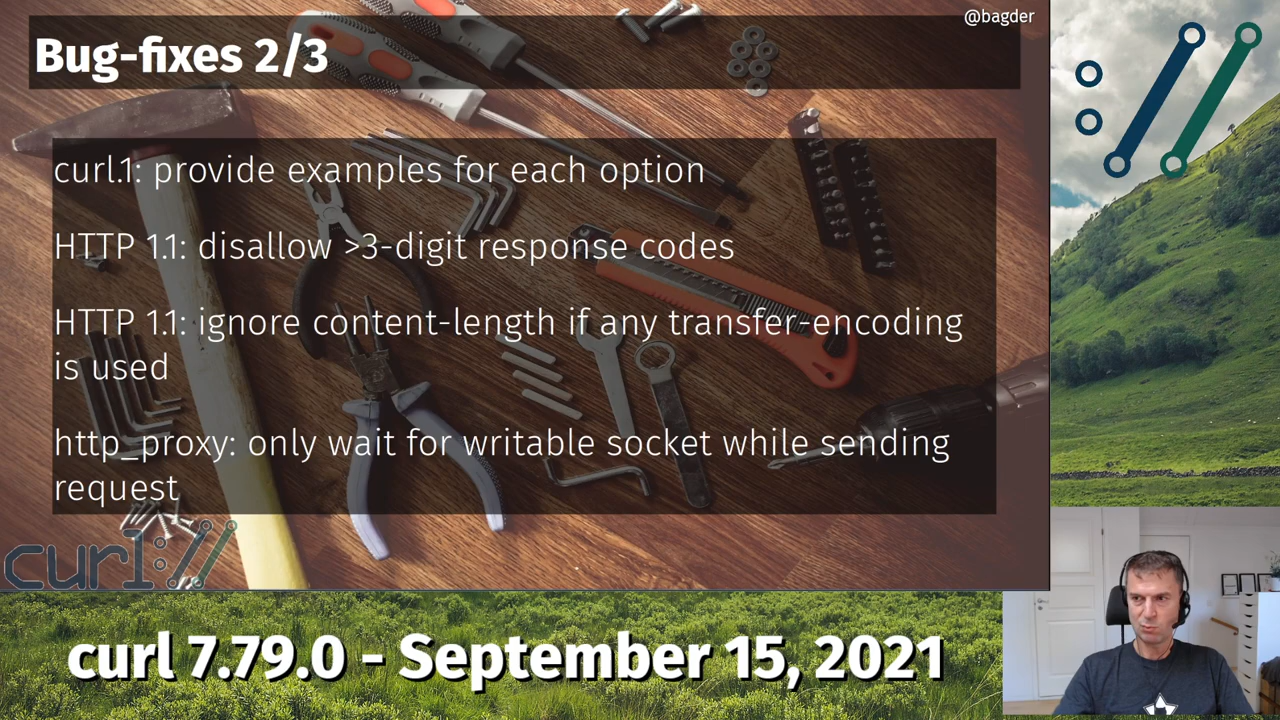 @bagder
Bug-fixes 2/3
curl.1: provide examples for each option
HTTP 1.1: disallow >3-digit response codes
HTTP 1.1: ignore content-length if any transfer-encoding
is used
http_proxy: only wait for writable socket while sending
request
curl://
curl 7.79.0 - September 15, 2021